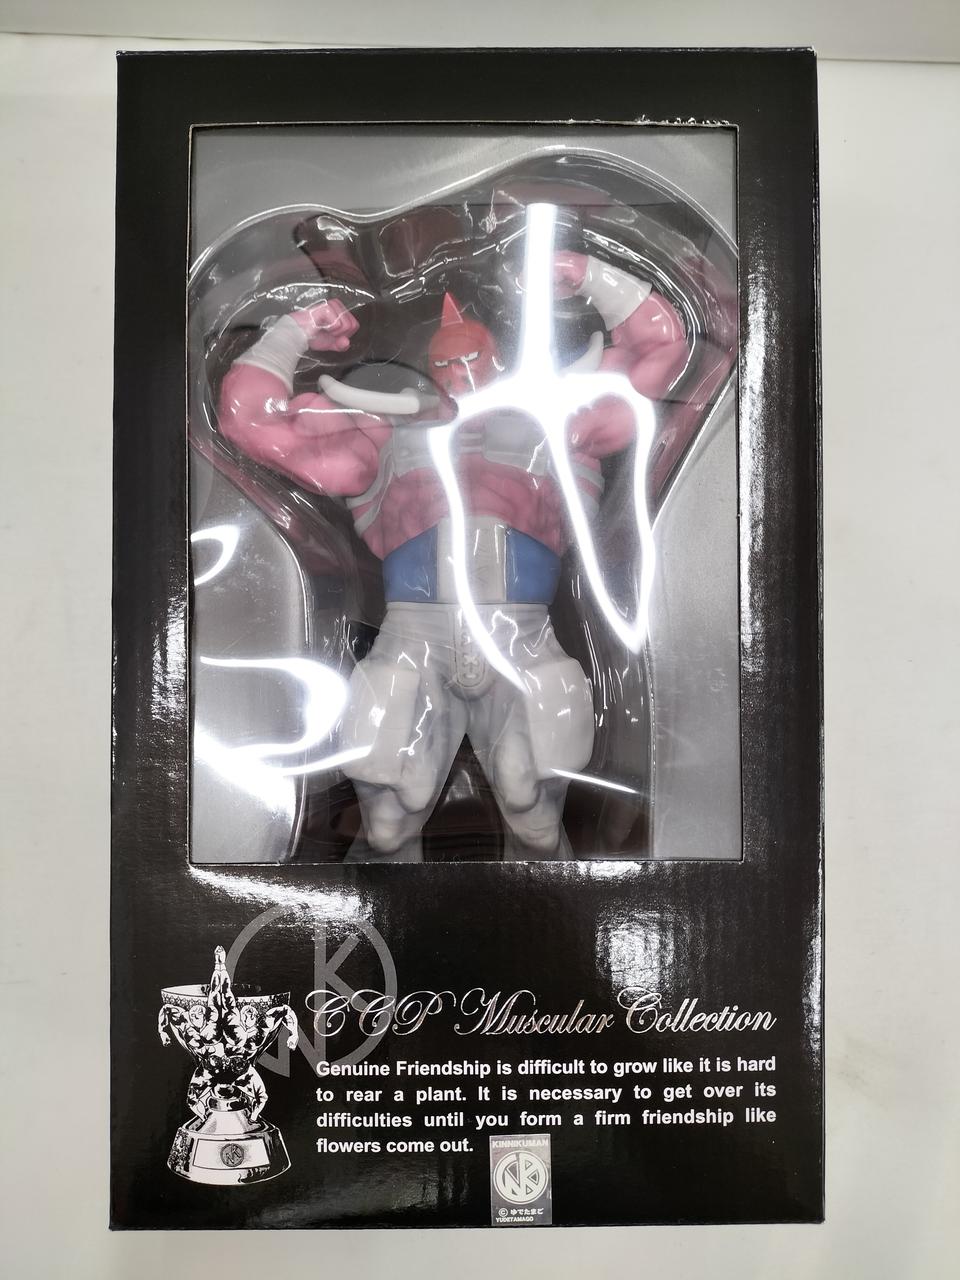 CCP Muscular Collection
Genuine Friendship is difficult to grow like it is hard
to rear a plant. It is necessary to get over its
difficulties until you form a firm friendship like
flowers come out.
KINNIKUMAN
© ゆでたまご
YUDETAMAGO